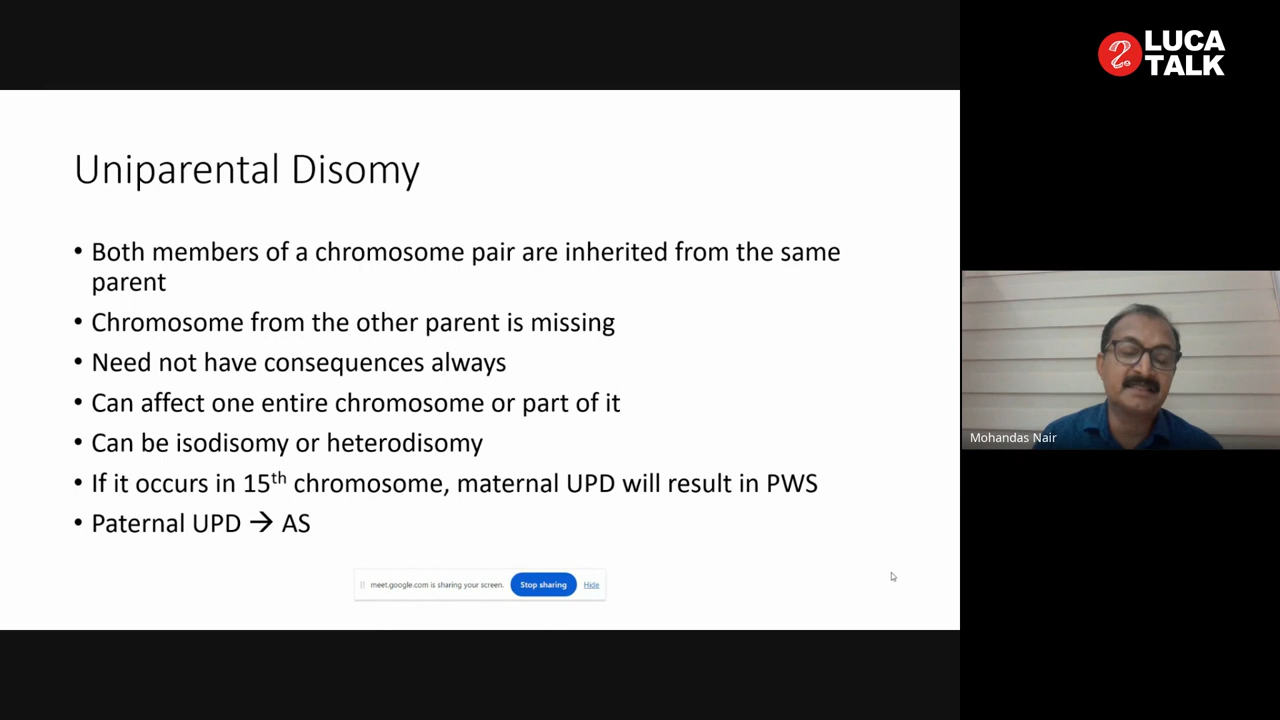 LUCA
TALK
Uniparental Disomy
• Both members of a chromosome pair are inherited from the same
parent
• Chromosome from the other parent is missing
• Need not have consequences always
• Can affect one entire chromosome or part of it
• Can be isodisomy or heterodisomy
• If it occurs in 15th chromosome, maternal UPD will result in PWS
• Paternal UPD → AS
meet.google.com is sharing your screen. Stop sharing Hide
Mohandas Nair